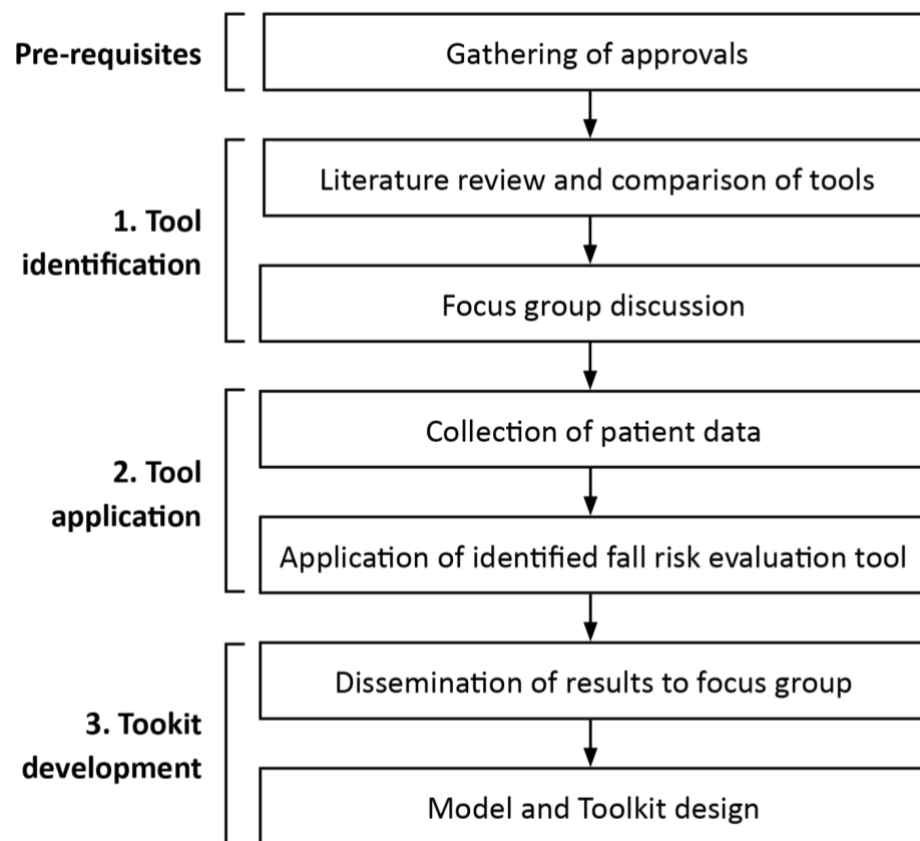 Pre-requisites
Gathering of approvals
1. Tool
identification
Literature review and comparison of tools
Focus group discussion
2. Tool
application
Collection of patient data
Application of identified fall risk evaluation tool
3. Tookit
development
Dissemination of results to focus group
Model and Toolkit design